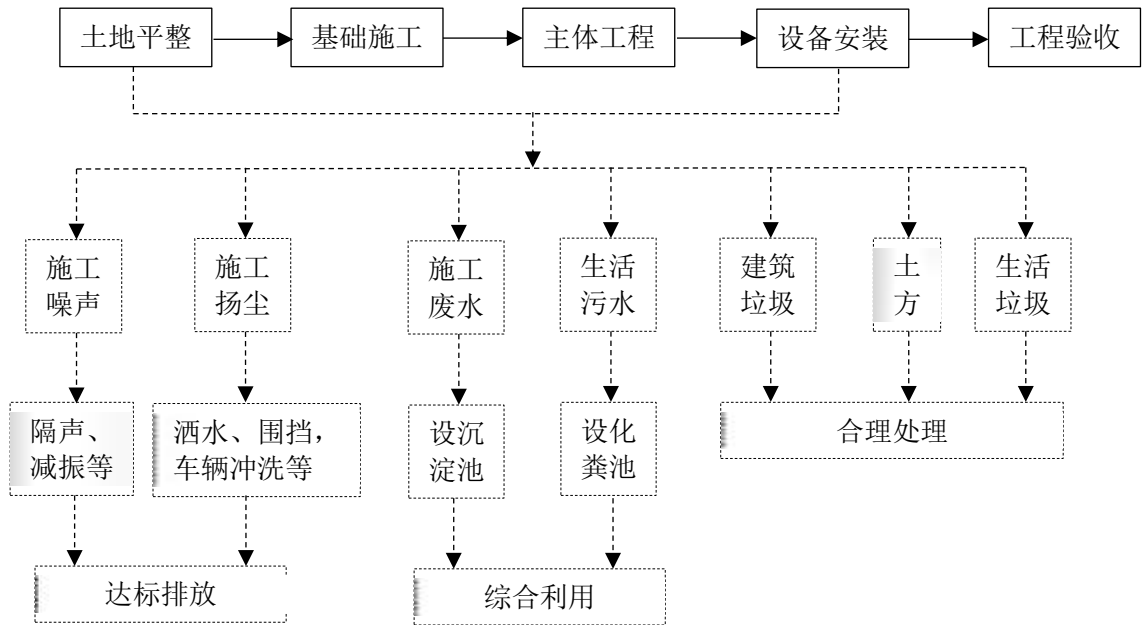 土地平整
基础施工
主体工程
设备安装
工程验收
施工
噪声
施工
扬尘
施工
废水
生活
污水
建筑
垃圾
土
方
生活
垃圾
隔声、
减振等
洒水、围挡，
车辆冲洗等
设沉
淀池
设化
粪池
合理处理
达标排放
综合利用